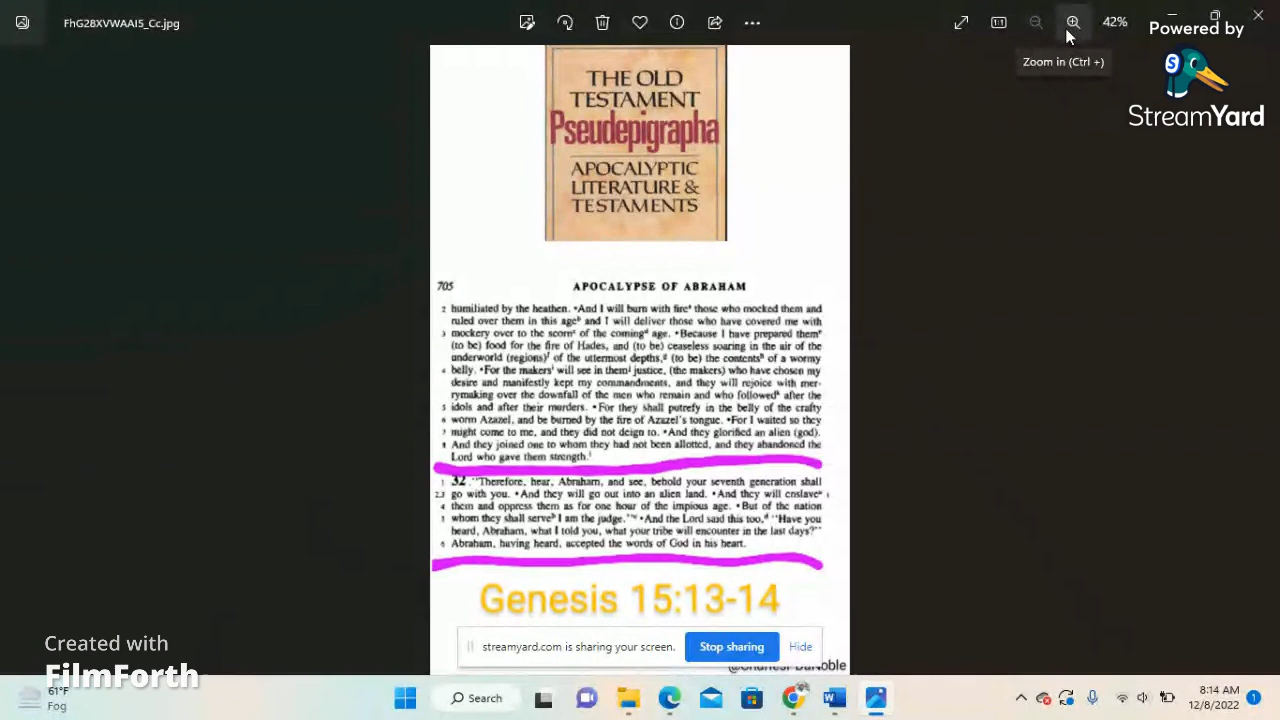 FhG28XVWAAI5_Cc.jpg
42%
Powered by
Zoom in (Ctrl +)
StreamYard
THE OLD
TESTAMENT
Pseudepigrapha
APOCALYPTIC
LITERATURE &
TESTAMENTS
705 APOCALYPSE OF ABRAHAM
2 humiliated by the heathen. •And I will burn with fire those who mocked them and
ruled over them in this age and I will deliver those who have covered me with
3 mockery over to the scorn of the coming age. •Because I have prepared them
(to be) food for the fire of Hades, and (to be) ceaseless soaring in the air of the
underworld (regions) of the uttermost depths, (to be) the contents of a wormy
4 belly. •For the makers will see in them justice, (the makers) who have chosen my
desire and manifestly kept my commandments, and they will rejoice with mer-
rymaking over the downfall of the men who remain and who followed after the
5 idols and after their murders. •For they shall putrefy in the belly of the crafty
6 worm Azazel, and be burned by the fire of Azazel's tongue. •For I waited so they
7 might come to me, and they did not deign to. •And they glorified an alien (god).
8 And they joined one to whom they had not been allotted, and they abandoned the
Lord who gave them strength.
1 32 "Therefore, hear, Abraham, and see, behold your seventh generation shall
2,3 go with you. •And they will go out into an alien land. •And they will enslave
4 them and oppress them as for one hour of the impious age. •But of the nation
5 whom they shall serve I am the judge." •And the Lord said this too, "Have you
heard, Abraham, what I told you, what your tribe will encounter in the last days?"
6 Abraham, having heard, accepted the words of God in his heart.
Genesis 15:13-14
streamyard.com is sharing your screen. Stop sharing Hide
Created with
FilmForth
61°F
Fog
Search
8:14 AM
12/8/2022